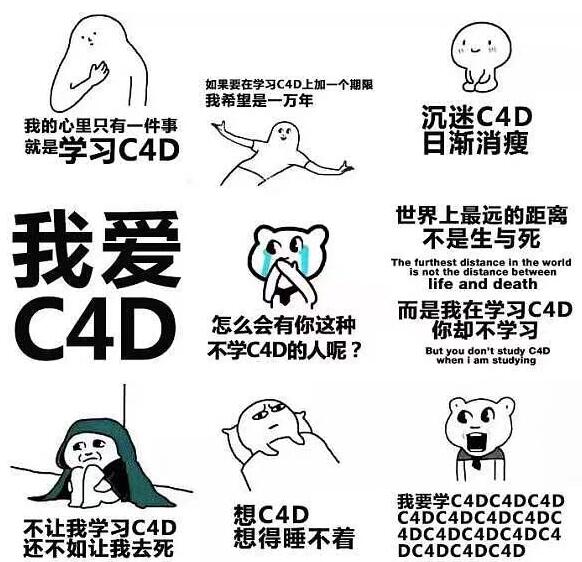 我的心里只有一件事
就是学习C4D
如果要在学习C4D上加一个期限
我希望是一万年
沉迷C4D
日渐消瘦
我爱
C4D
怎么会有你这种
不学C4D的人呢？
世界上最远的距离
不是生与死
The furthest distance in the world
is not the distance between
life and death
而是我在学习C4D
你却不学习
But you don't study C4D
when i am studying
不让我学习C4D
还不如让我去死
想C4D
想得睡不着
我要学C4DC4DC4D
C4DC4DC4DC4DC
4DC4DC4DC4DC4
DC4DC4DC4D